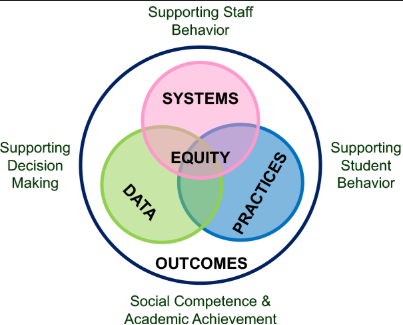 Supporting Staff
Behavior
SYSTEMS
Supporting
Decision
Making
EQUITY
Supporting
Student
Behavior
DATA
PRACTICES
OUTCOMES
Social Competence &
Academic Achievement